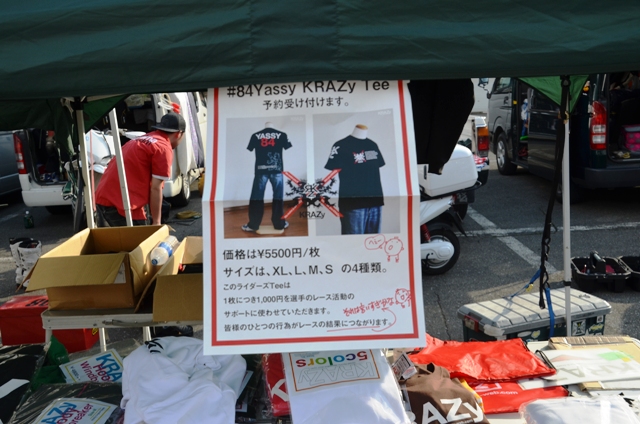 #84Yassy KRAZy Tee
予約受け付けます。
YASSY
84
KRAZy
価格は¥5500円/枚
サイズは、XL、L、M、S の4種類。
このライダーズTeeは
1枚につき1,000円を選手のレース活動の
サポートに使わせていただきます。
皆様のひとつの行為がレースの結果につながります。
5colors
KRAZy